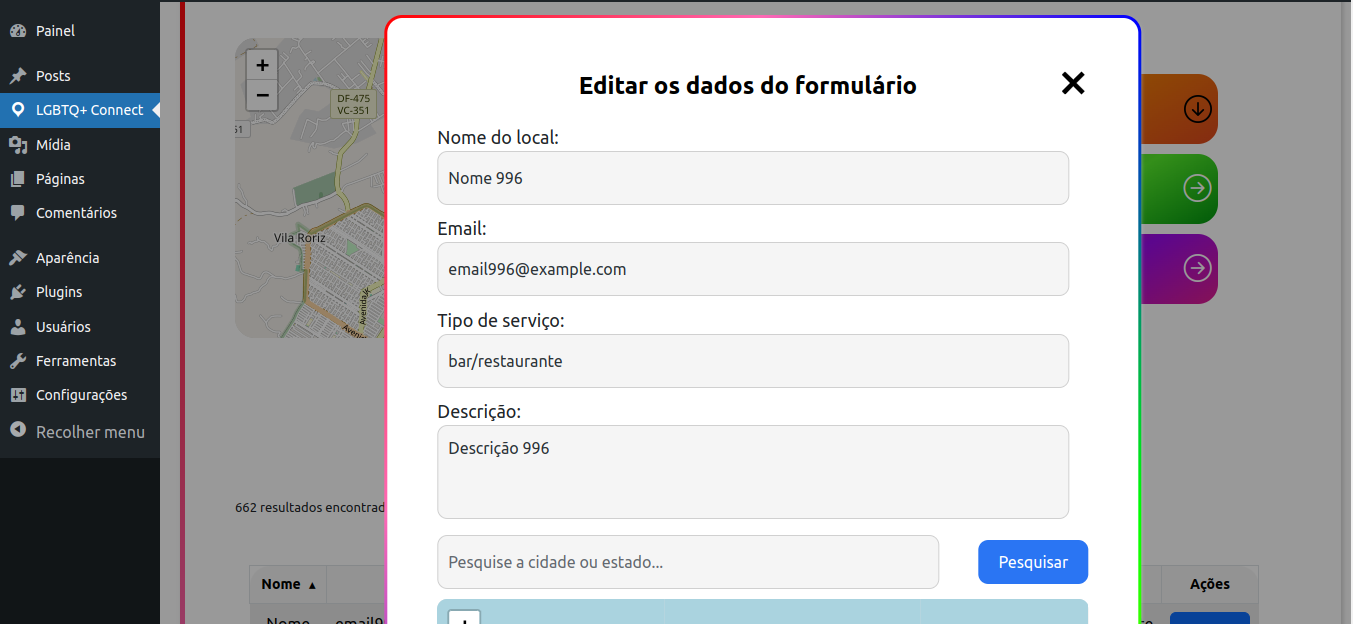 Painel
Posts
LGBTQ+ Connect
Mídia
Páginas
Comentários
Aparência
Plugins
Usuários
Ferramentas
Configurações
Recolher menu
+
−
DF-475
VC-351
51
Vila Roriz
Avenida
662 resultados encontrad
Nome ▲
Ações
Nome
email9
Editar os dados do formulário
Nome do local:
Nome 996
Email:
email996@example.com
Tipo de serviço:
bar/restaurante
Descrição:
Descrição 996
Pesquise a cidade ou estado...
Pesquisar
+